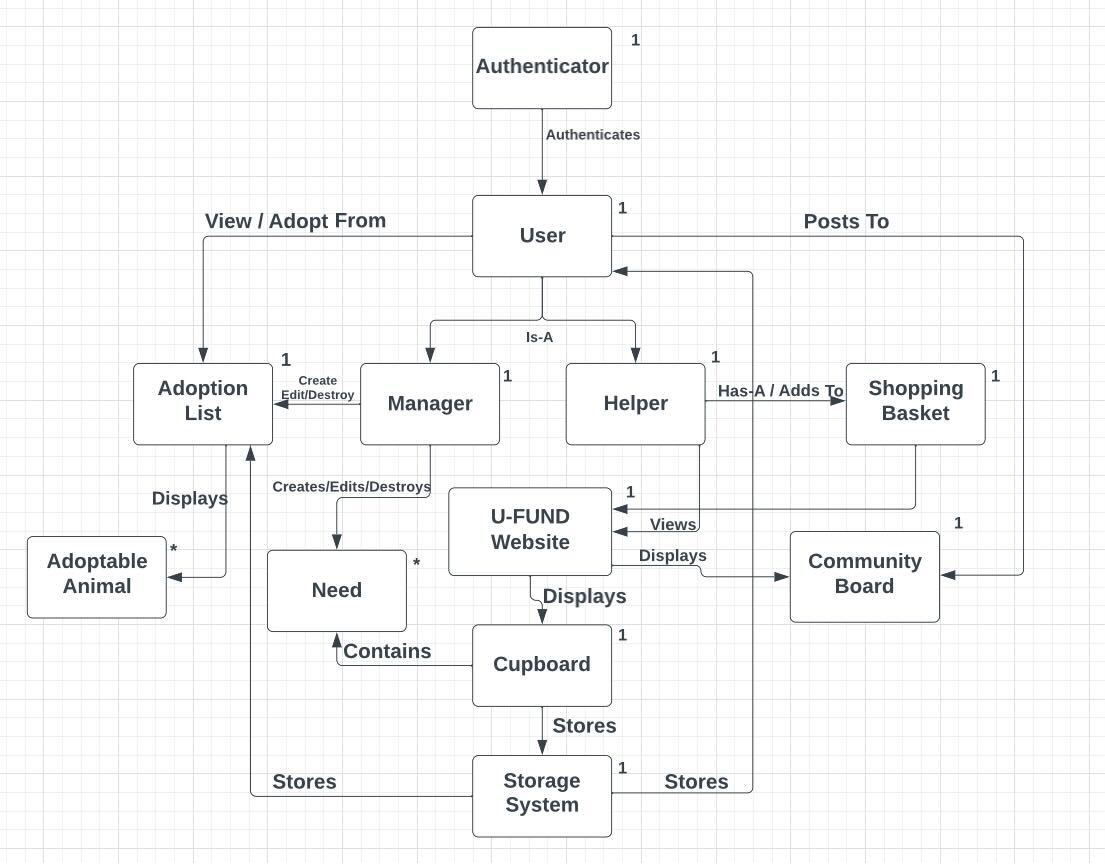 1
Authenticator
Authenticates
1
User
View / Adopt From
Posts To
Is-A
1
Adoption
List
Create
Edit/Destroy
1
Manager
1
Helper
Has-A / Adds To
1
Shopping
Basket
Displays
Creates/Edits/Destroys
1
U-FUND
Website
Views
Displays
1
Community
Board
*
Adoptable
Animal
*
Need
Displays
Contains
1
Cupboard
Stores
1
Storage
System
Stores
Stores